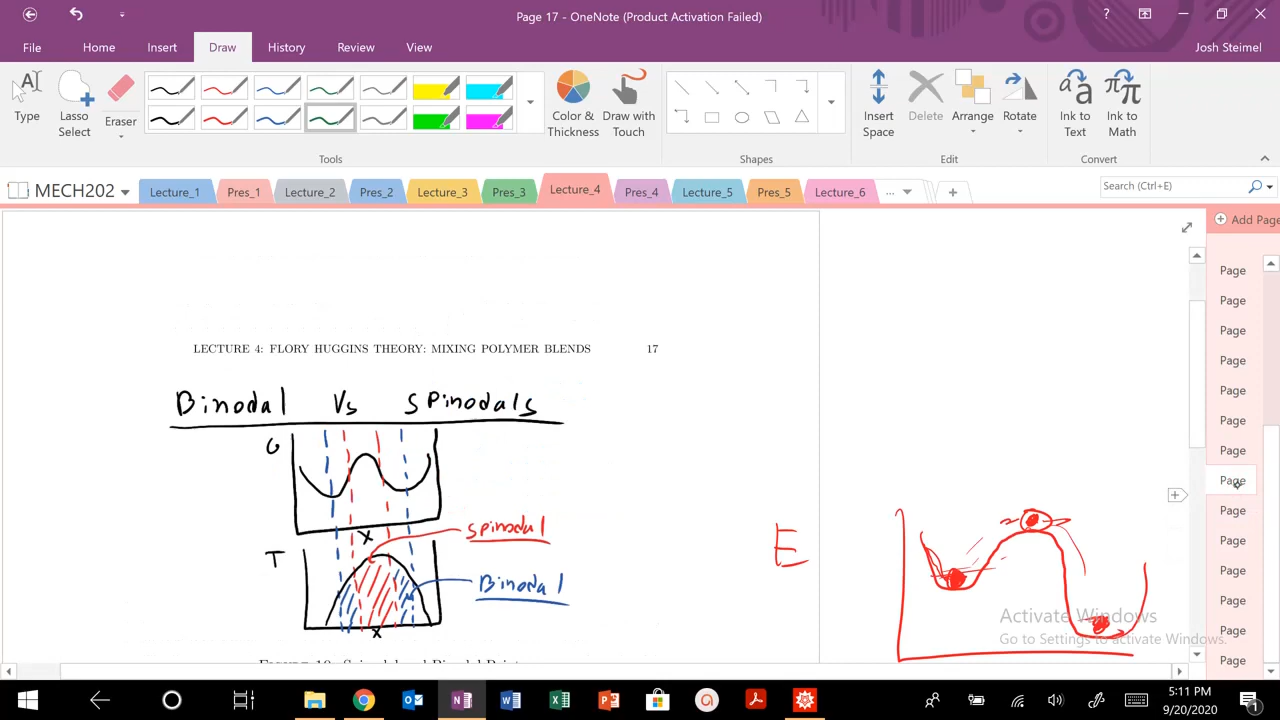 Page 17 - OneNote (Product Activation Failed)
File Home Insert Draw History Review View
Josh Steimel
Type
Lasso Select
Eraser
Color & Thickness
Draw with Touch
Insert Space
Delete
Arrange
Rotate
Ink to Text
Ink to Math
Tools
Shapes
Edit
Convert
MECH202
Lecture_1 Pres_1 Lecture_2 Pres_2 Lecture_3 Pres_3 Lecture_4 Pres_4 Lecture_5 Pres_5 Lecture_6 ...
Search (Ctrl+E)
Add Page
Page
Page
Page
Page
Page
Page
Page
Page
Page
Page
Page
Page
Page
Page
LECTURE 4: FLORY HUGGINS THEORY: MIXING POLYMER BLENDS 17
Binodal Vs SPinodals
G
x
T
spinodal
Binodal
x
E
Activate Windows
Go to Settings to activate Windows.
5:11 PM
9/20/2020